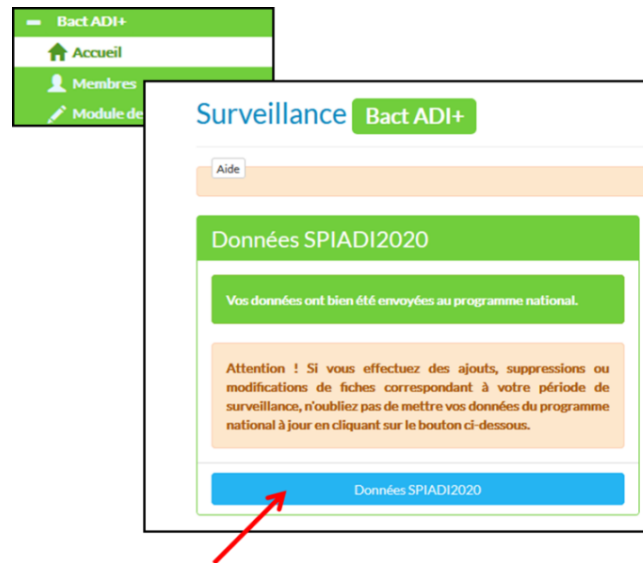 Bact ADI+
Accueil
Membres
Module de
Surveillance Bact ADI+
Aide
Données SPIADI2020
Vos données ont bien été envoyées au programme national.
Attention ! Si vous effectuez des ajouts, suppressions ou
modifications de fiches correspondant à votre période de
surveillance, n'oubliez pas de mettre vos données du programme
national à jour en cliquant sur le bouton ci-dessous.
Données SPIADI2020